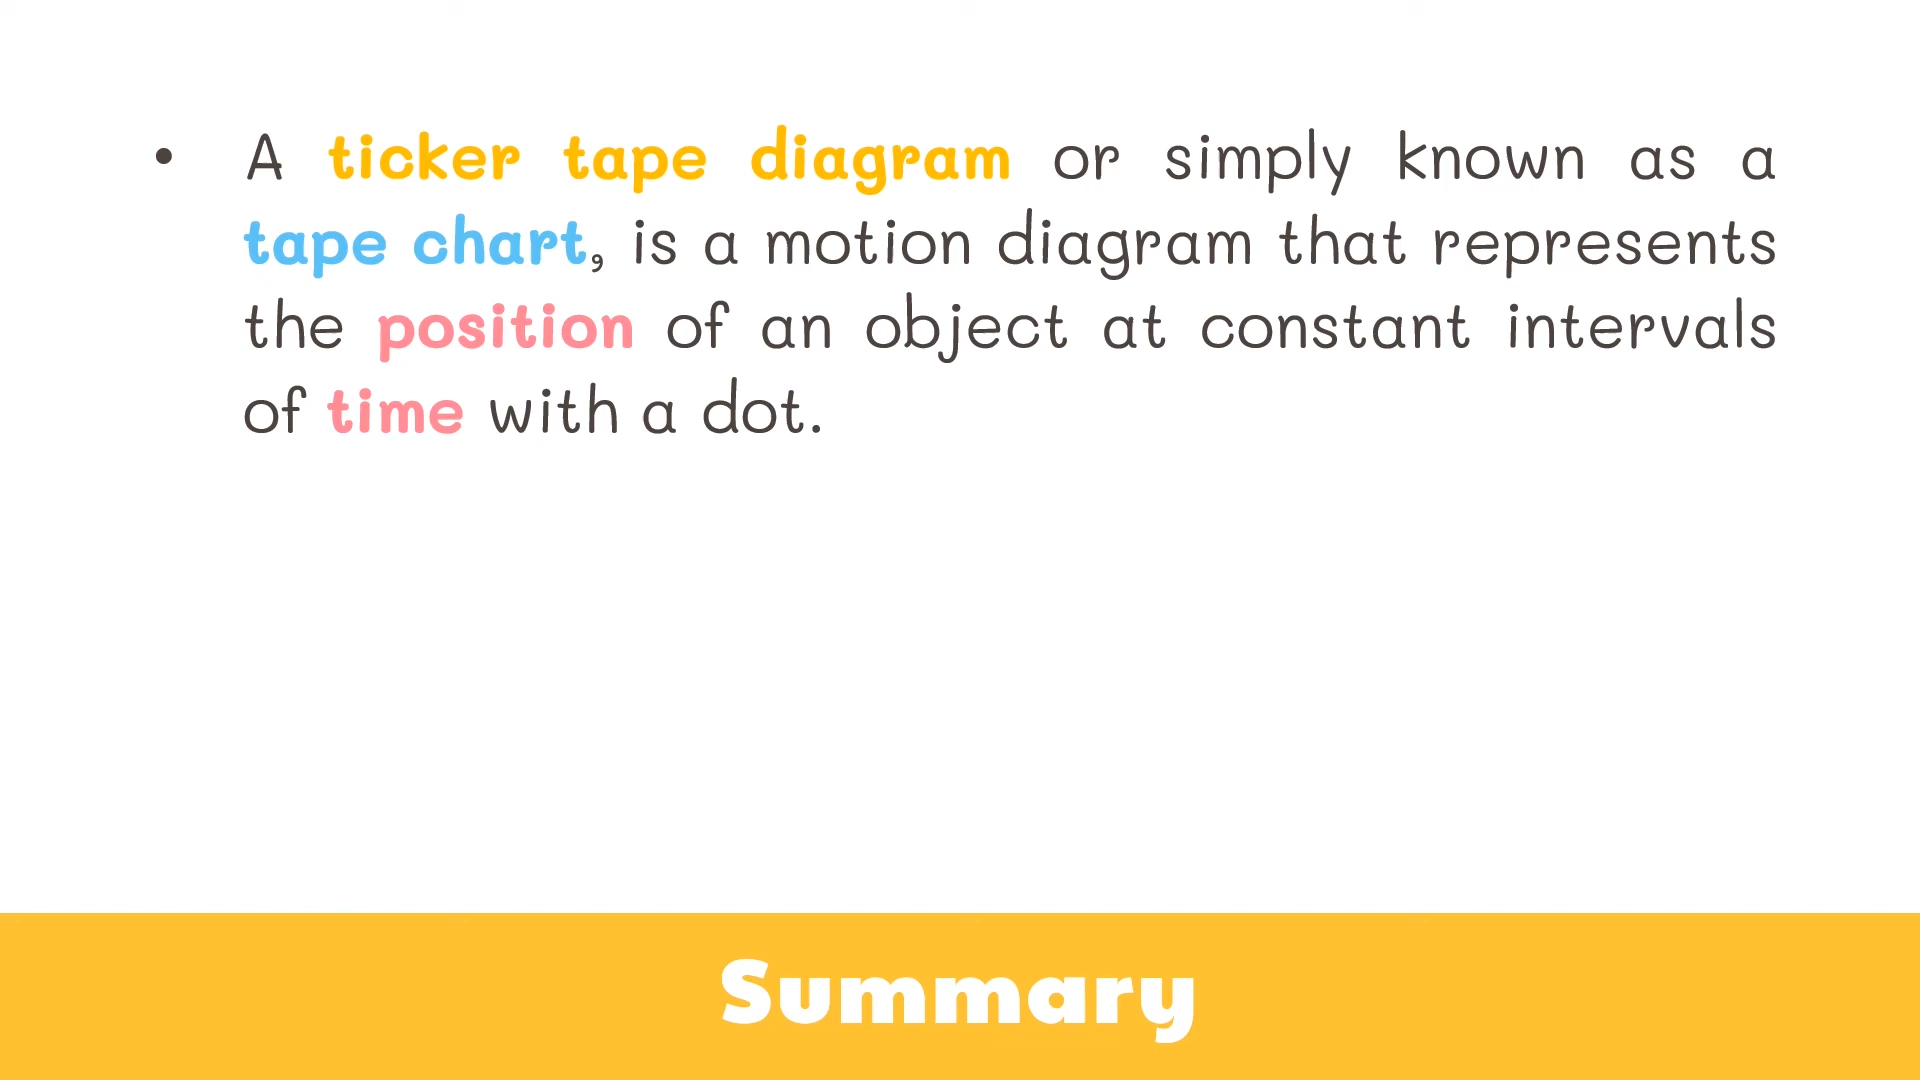 • A ticker tape diagram or simply known as a
tape chart, is a motion diagram that represents
the position of an object at constant intervals
of time with a dot.
Summary